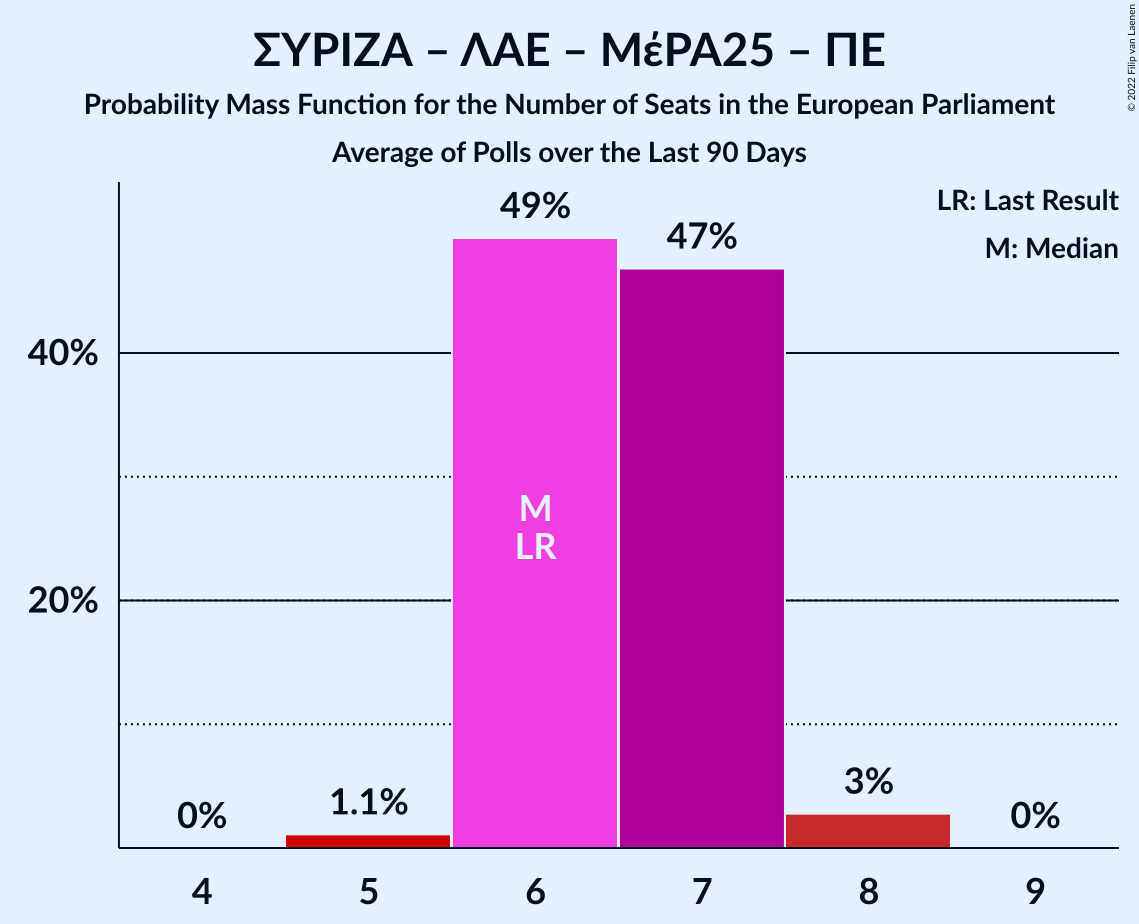 ΣΥΡΙΖΑ – ΛΑΕ – ΜέΡΑ25 – ΠΕ
Probability Mass Function for the Number of Seats in the European Parliament
Average of Polls over the Last 90 Days
© 2022 Filip van Laenen
LR: Last Result
M: Median
49%
47%
40%
M
LR
20%
3%
1.1%
0%
0%
4 5 6 7 8 9